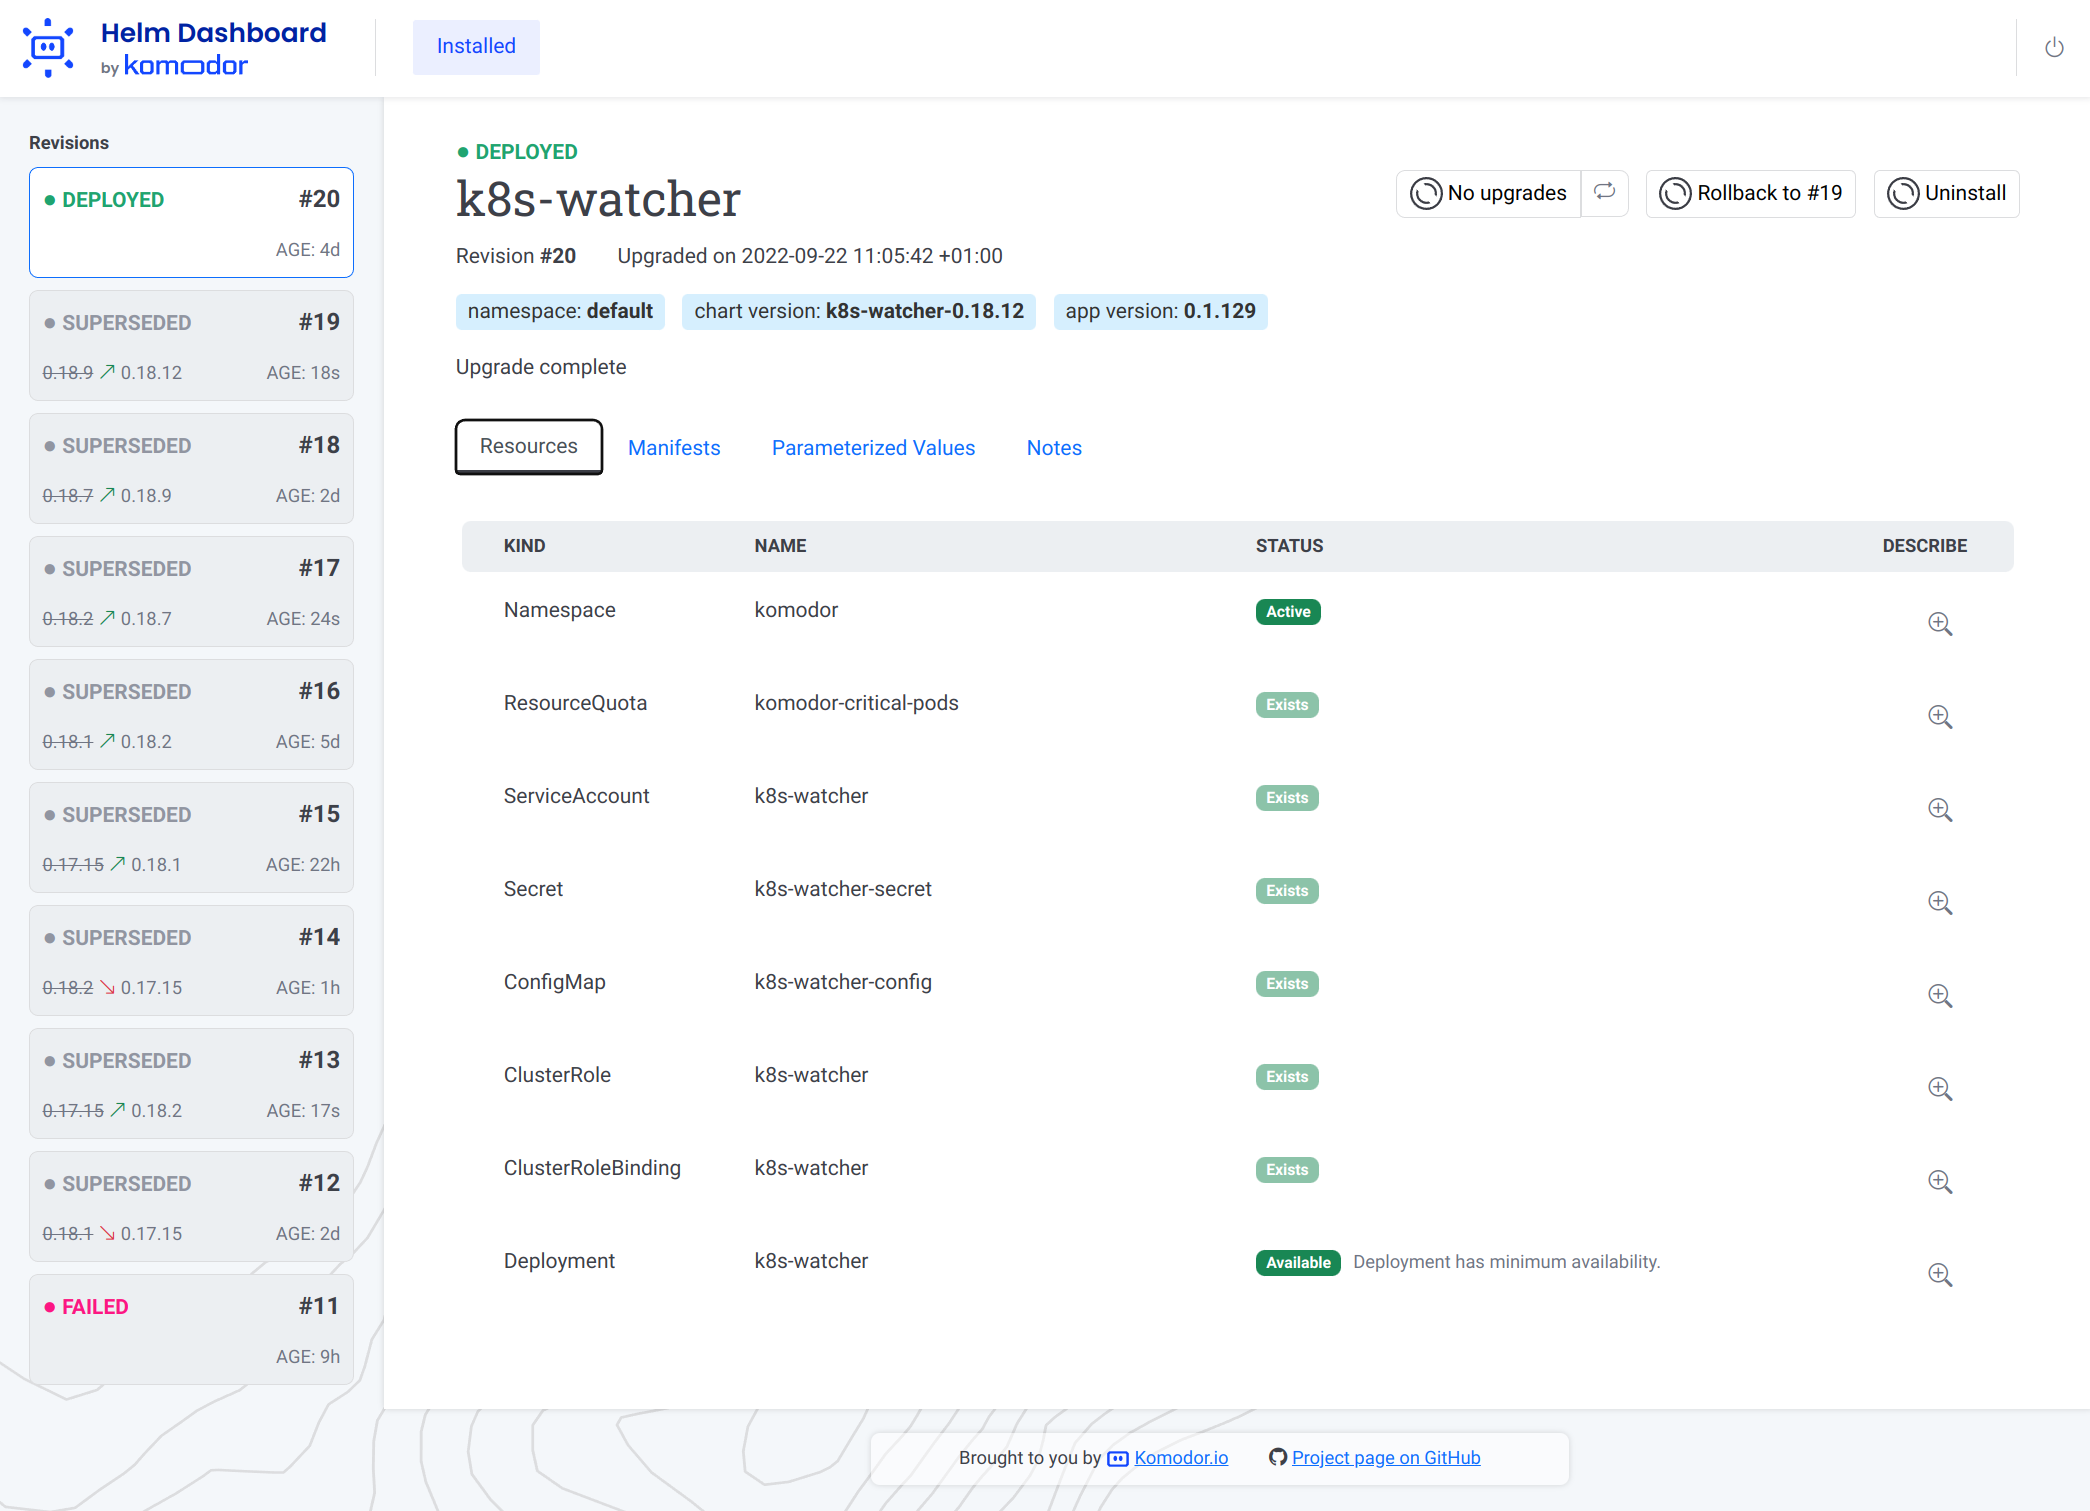 Helm Dashboard
by komodor
Installed
Revisions
DEPLOYED #20
AGE: 4d
SUPERSEDED #19
0.18.9 0.18.12 AGE: 18s
SUPERSEDED #18
0.18.7 0.18.9 AGE: 2d
SUPERSEDED #17
0.18.2 0.18.7 AGE: 24s
SUPERSEDED #16
0.18.1 0.18.2 AGE: 5d
SUPERSEDED #15
0.17.15 0.18.1 AGE: 22h
SUPERSEDED #14
0.18.2 0.17.15 AGE: 1h
SUPERSEDED #13
0.17.15 0.18.2 AGE: 17s
SUPERSEDED #12
0.18.1 0.17.15 AGE: 2d
FAILED #11
AGE: 9h
DEPLOYED
k8s-watcher
No upgrades Rollback to #19 Uninstall
Revision #20 Upgraded on 2022-09-22 11:05:42 +01:00
namespace: default chart version: k8s-watcher-0.18.12 app version: 0.1.129
Upgrade complete
Resources Manifests Parameterized Values Notes
KIND NAME STATUS DESCRIBE
Namespace komodor Active
ResourceQuota komodor-critical-pods Exists
ServiceAccount k8s-watcher Exists
Secret k8s-watcher-secret Exists
ConfigMap k8s-watcher-config Exists
ClusterRole k8s-watcher Exists
ClusterRoleBinding k8s-watcher Exists
Deployment k8s-watcher Available Deployment has minimum availability.
Brought to you by Komodor.io Project page on GitHub